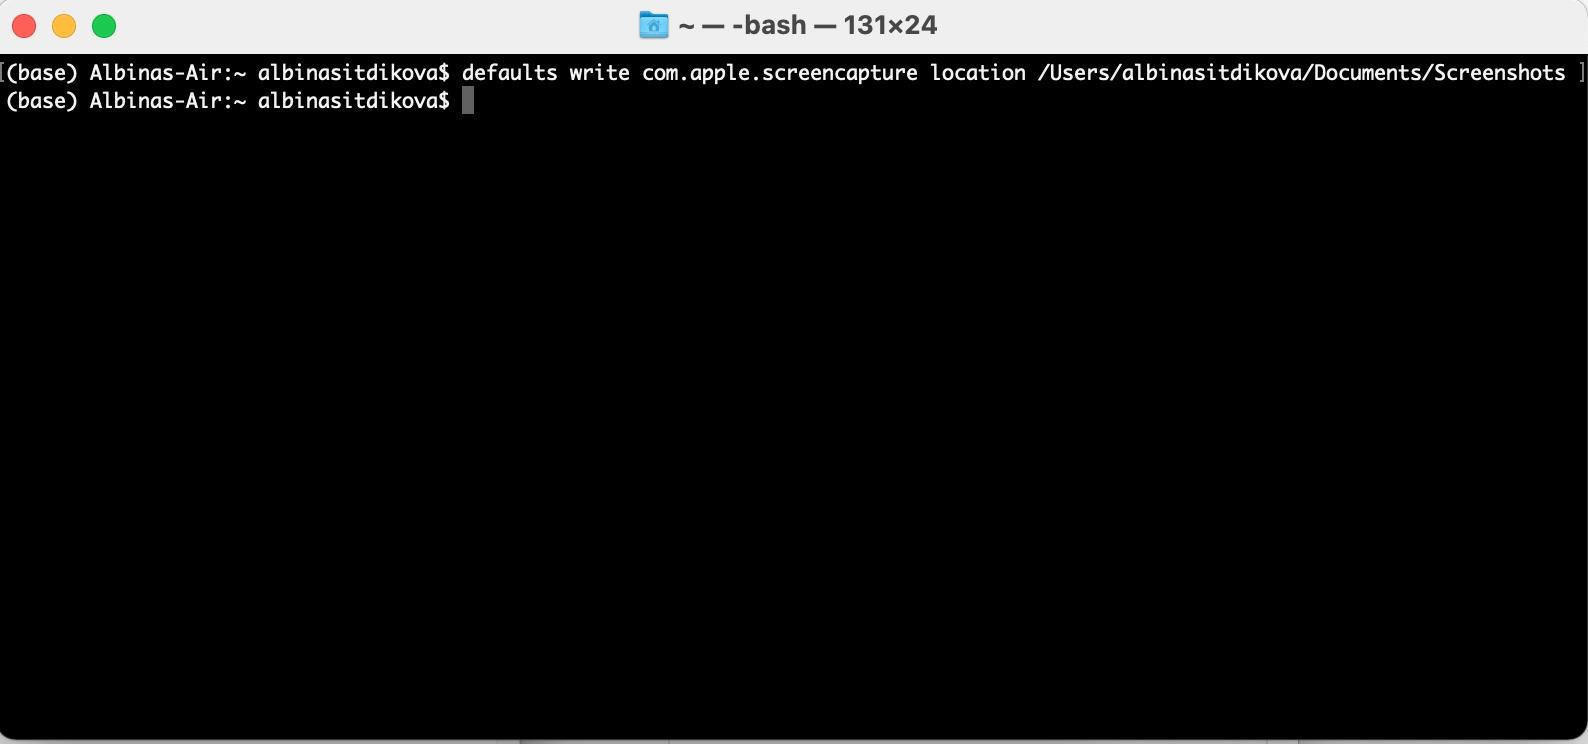 ~ — -bash — 131×24
[(base) Albinas-Air:~ albinasitdikova$ defaults write com.apple.screencapture location /Users/albinasitdikova/Documents/Screenshots ]
(base) Albinas-Air:~ albinasitdikova$